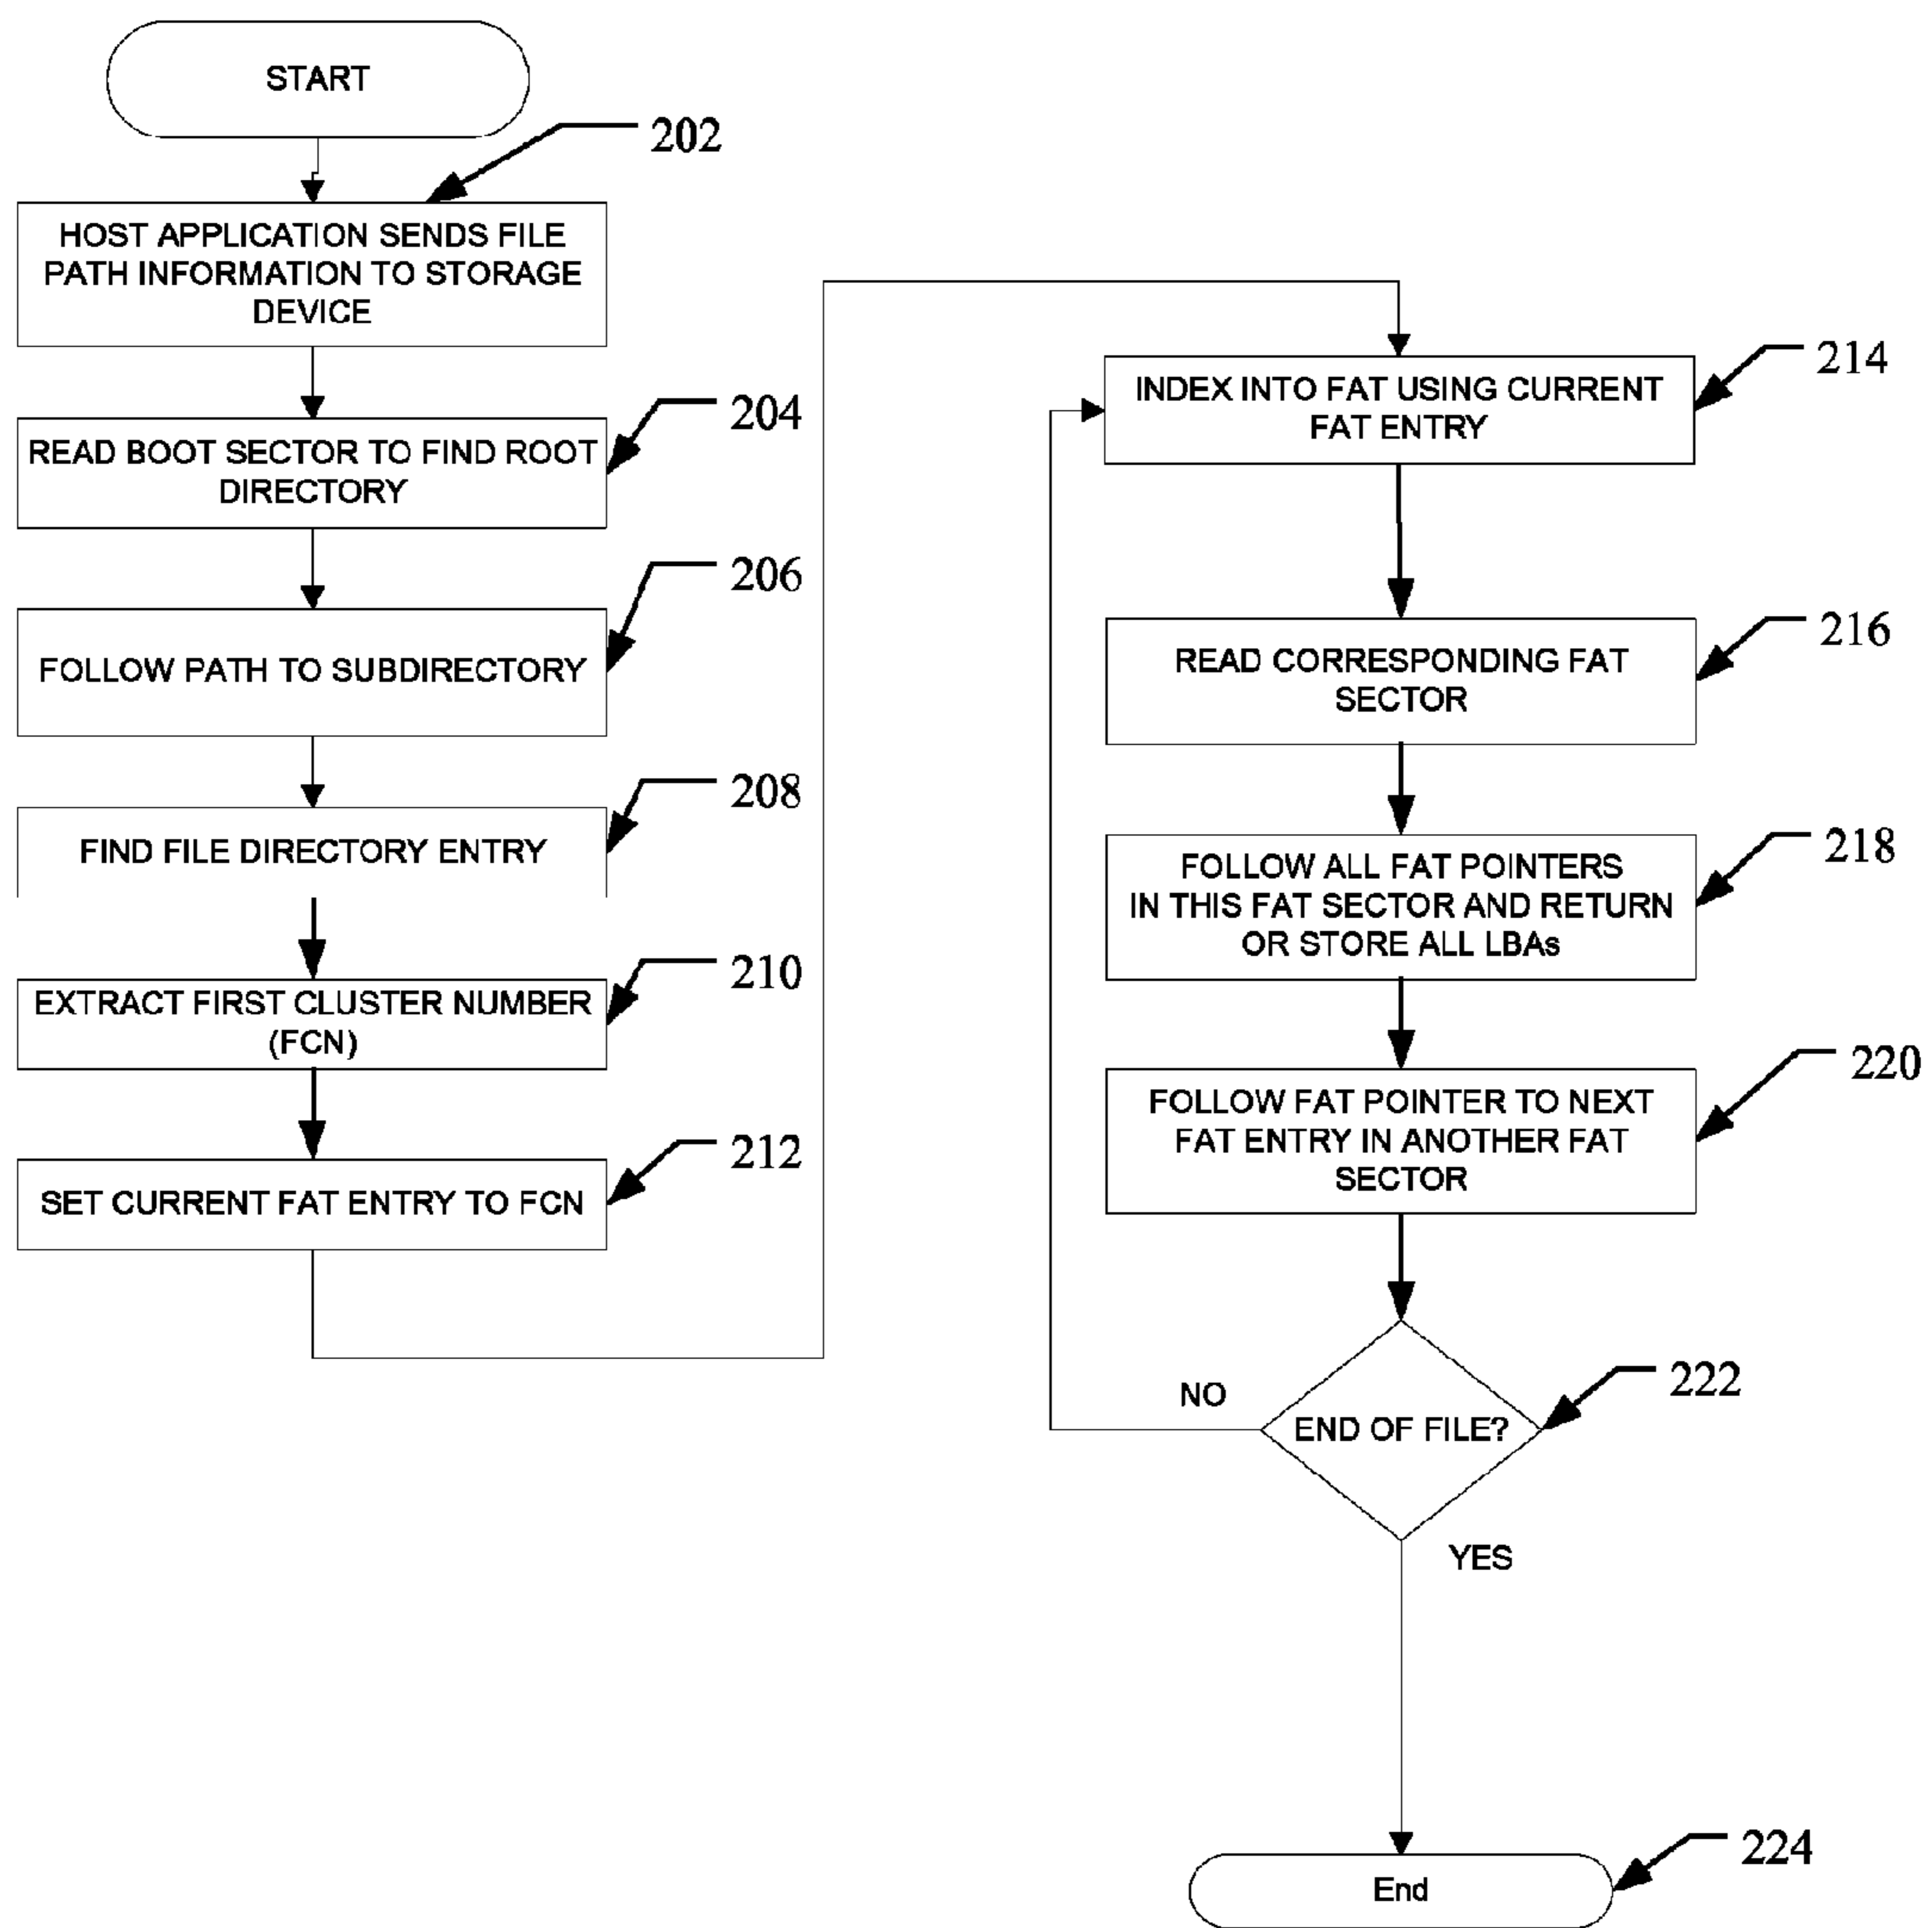 START
202
HOST APPLICATION SENDS FILE
PATH INFORMATION TO STORAGE
DEVICE
204
READ BOOT SECTOR TO FIND ROOT
DIRECTORY
206
FOLLOW PATH TO SUBDIRECTORY
208
FIND FILE DIRECTORY ENTRY
210
EXTRACT FIRST CLUSTER NUMBER
(FCN)
212
SET CURRENT FAT ENTRY TO FCN
214
INDEX INTO FAT USING CURRENT
FAT ENTRY
216
READ CORRESPONDING FAT
SECTOR
218
FOLLOW ALL FAT POINTERS
IN THIS FAT SECTOR AND RETURN
OR STORE ALL LBAs
220
FOLLOW FAT POINTER TO NEXT
FAT ENTRY IN ANOTHER FAT
SECTOR
222
NO
END OF FILE?
YES
224
End